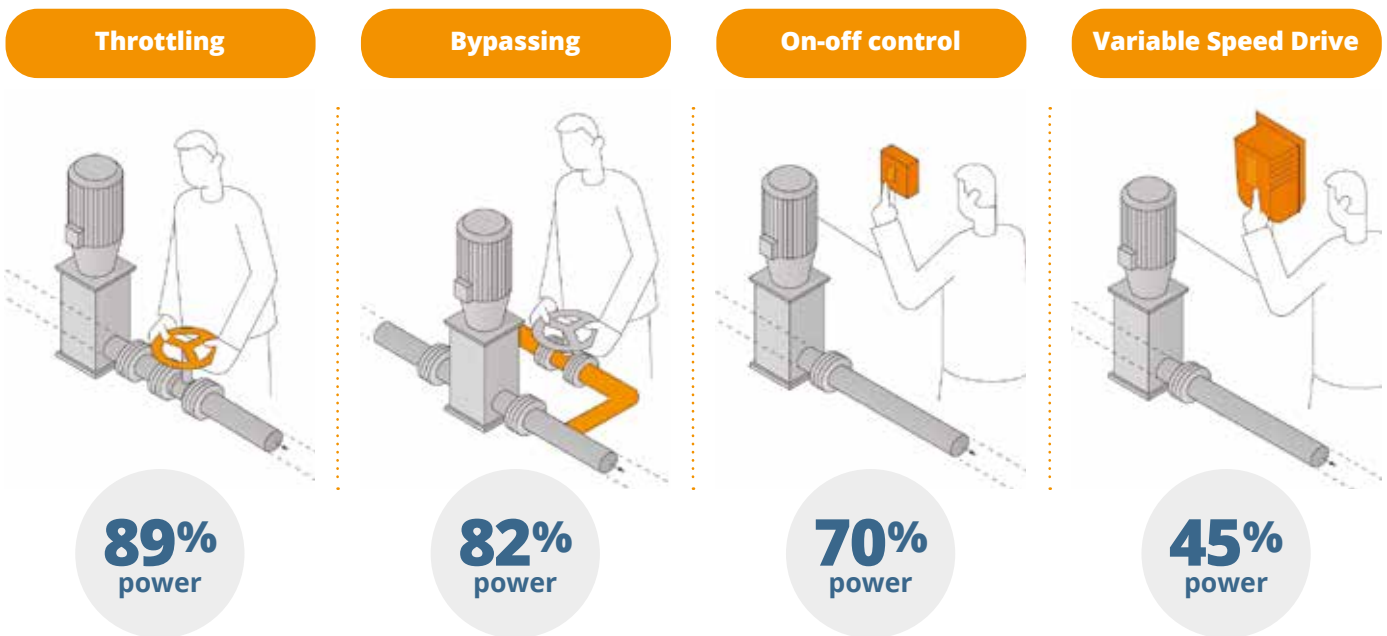 Throttling
Bypassing
On-off control
Variable Speed Drive
89%
power
82%
power
70%
power
45%
power